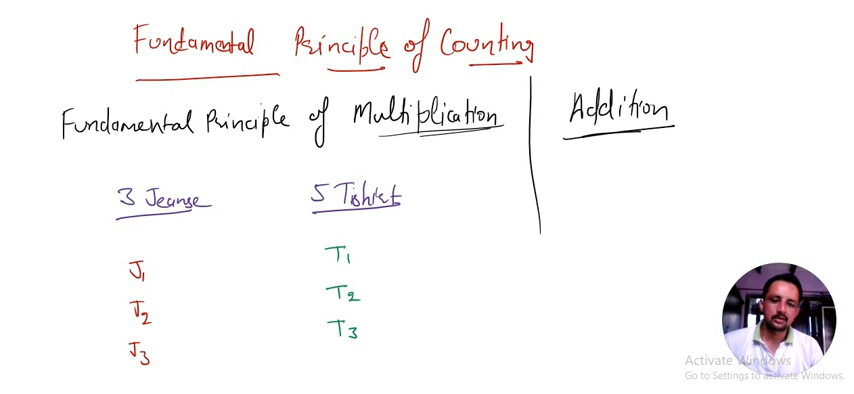 Fundamental Principle of Counting
Fundamental Principle of Multiplication
Addition
3 Jeanse
5 Tishirt
J1
J2
J3
T1
T2
T3
Activate Windows
Go to Settings to activate Windows.